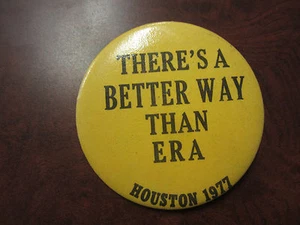 THERE'S A
BETTER WAY
THAN
ERA
HOUSTON 1977